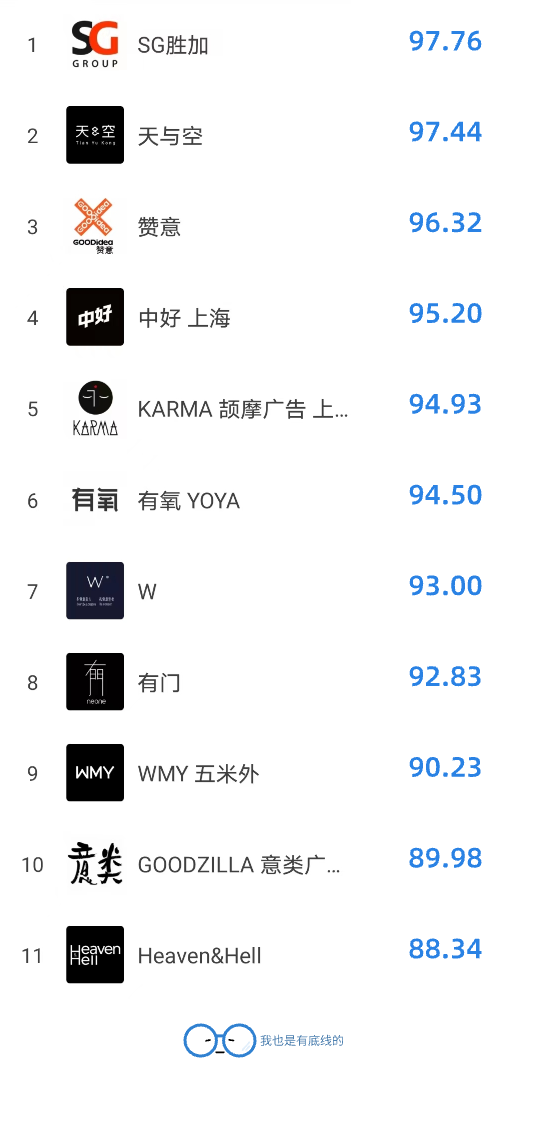 1
SG
GROUP
SG胜加
97.76
2
天&空
Tian Yu Kong
天与空
97.44
3
GOODidea
赞意
赞意
96.32
4
中好
中好 上海
95.20
5
KARMA
KARMA 颉摩广告 上...
94.93
6
有氧
有氧 YOYA
94.50
7
W
W
93.00
8
有門
neone
有门
92.83
9
WMY
WMY 五米外
90.23
10
意类
GOODZILLA 意类广...
89.98
11
Heaven
Hell
Heaven&Hell
88.34
我也是有底线的